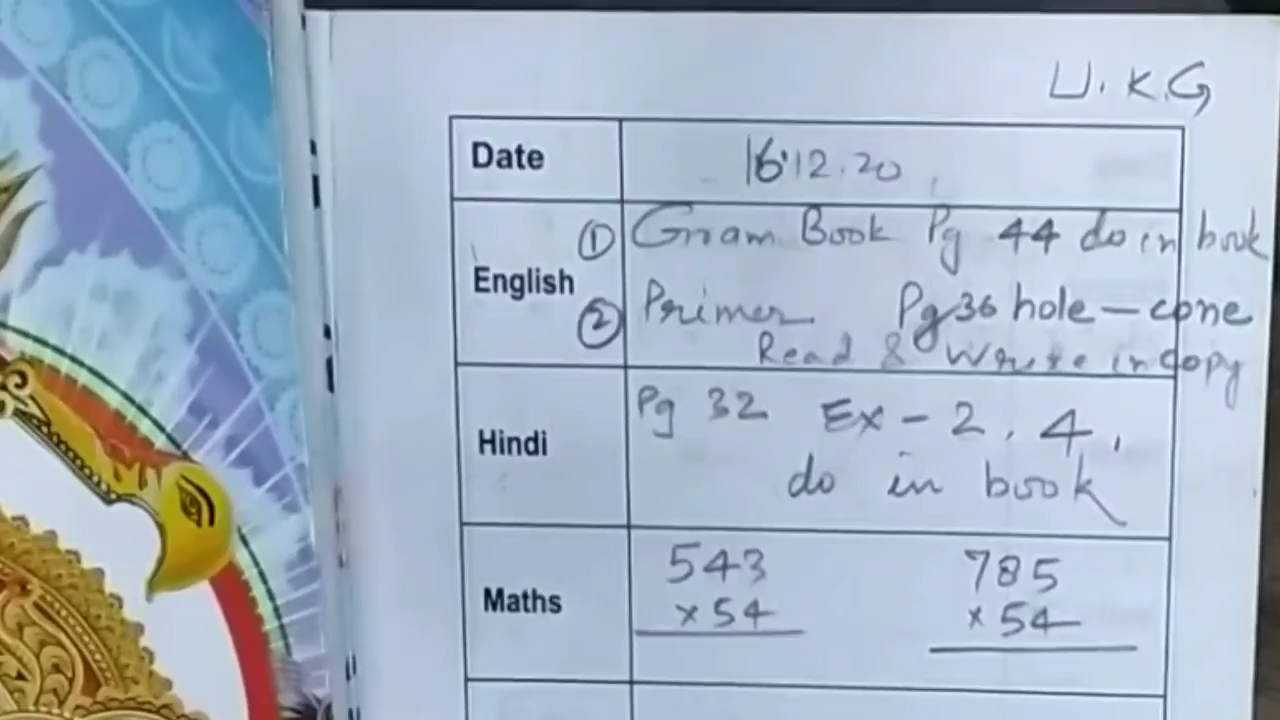 U.K.G
Date 16.12.20
English ① Gram Book Pg 44 do in book
② Primer Pg 36 hole - cone
Read & Write in copy
Hindi Pg 32 Ex - 2, 4,
do in book
Maths 543 785
× 54 × 54